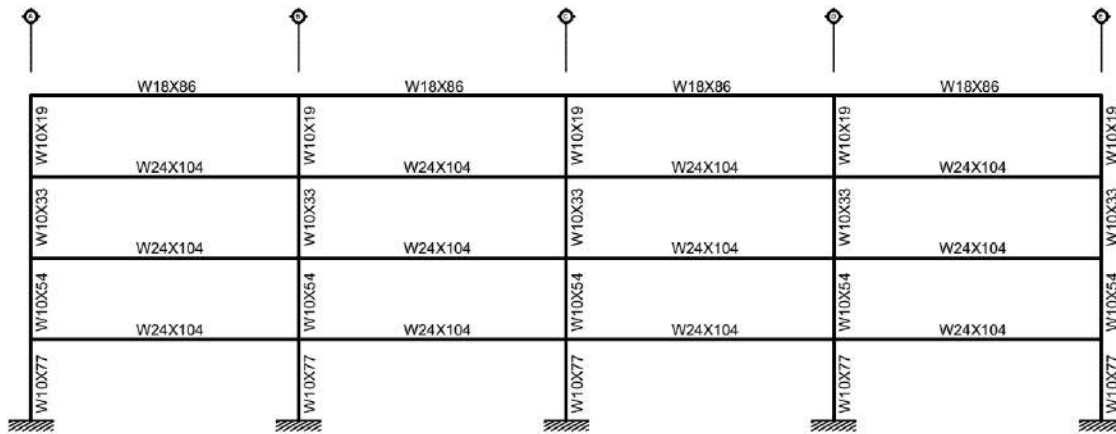 A B C D E
W18X86 W18X86 W18X86 W18X86
W10X19 W10X19 W10X19 W10X19 W10X19
W24X104 W24X104 W24X104 W24X104
W10X33 W10X33 W10X33 W10X33 W10X33
W24X104 W24X104 W24X104 W24X104
W10X54 W10X54 W10X54 W10X54 W10X54
W24X104 W24X104 W24X104 W24X104
W10X77 W10X77 W10X77 W10X77 W10X77